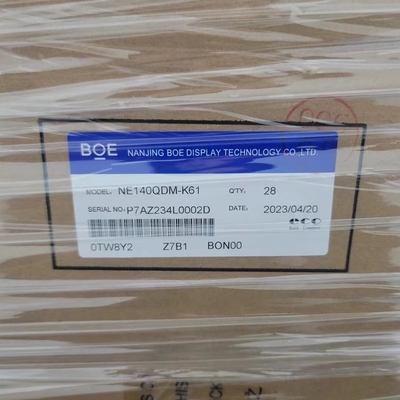 BOE
NANJING BOE DISPLAY TECHNOLOGY CO.,LTD.
MODEL: NE140QDM-K61 QTY: 28
SERIAL NO: P7AZ234L0002D DATE: 2023/04/20
0TW8Y2 Z7B1 BON00